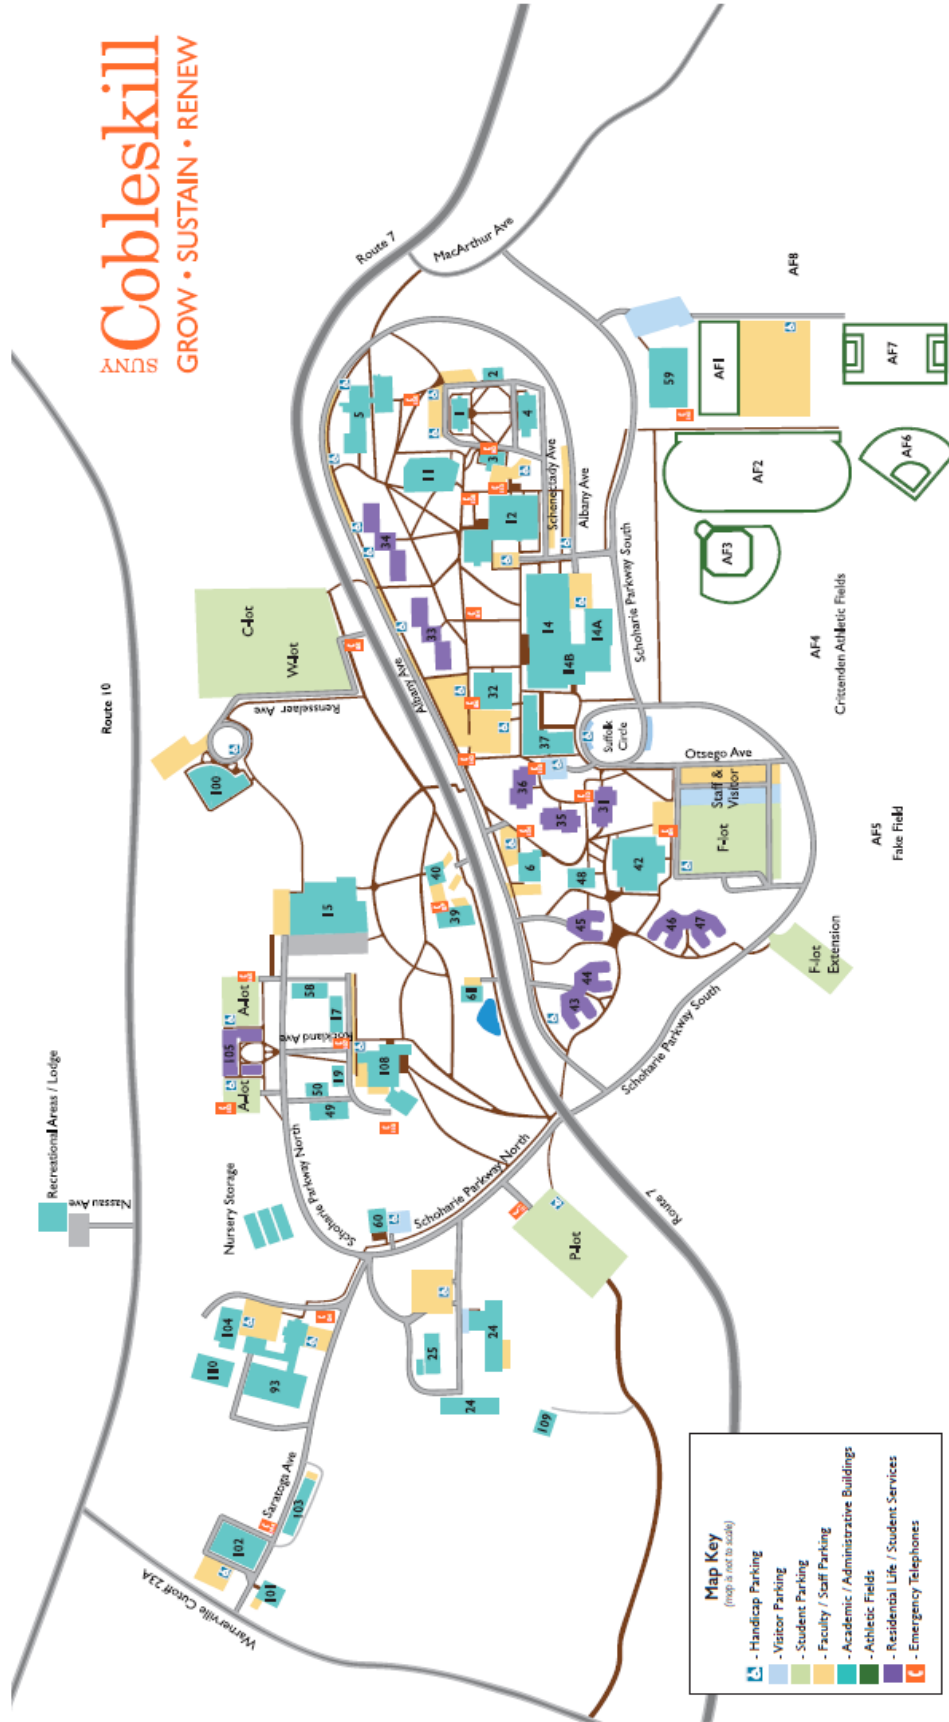 SUNY
Cobleskill
GROW • SUSTAIN • RENEW
Route 10
Route 7
MacArthur Ave
Recreational Areas / Lodge
Nassau Ave
Nursery Storage
Warnerville Cutoff 23A
Saratoga Ave
102
101
103
110
104
93
Schoharie Parkway North
Schoharie Parkway North
60
25
24
24
109
P-lot
Route 7
A-lot
105
A-lot
Rockland Ave
58
17
19
50
49
108
15
100
Rensselaer Ave
C-lot
W-lot
61
39
40
Albany Ave
33
34
5
11
1
2
3
4
12
Schenectady Ave
Albany Ave
14
14A
14B
32
37
Suffolk
Circle
Schoharie Parkway South
Otsego Ave
36
35
31
6
48
42
45
46
47
44
43
Staff &
Visitor
F-lot
F-lot
Extension
Schoharie Parkway South
59
AF1
AF2
AF3
AF4
Crittenden Athletic Fields
AF5
Fake Field
AF6
AF7
AF8
Map Key
(map is not to scale)
- Handicap Parking
- Visitor Parking
- Student Parking
- Faculty / Staff Parking
- Academic / Administrative Buildings
- Athletic Fields
- Residential Life / Student Services
- Emergency Telephones